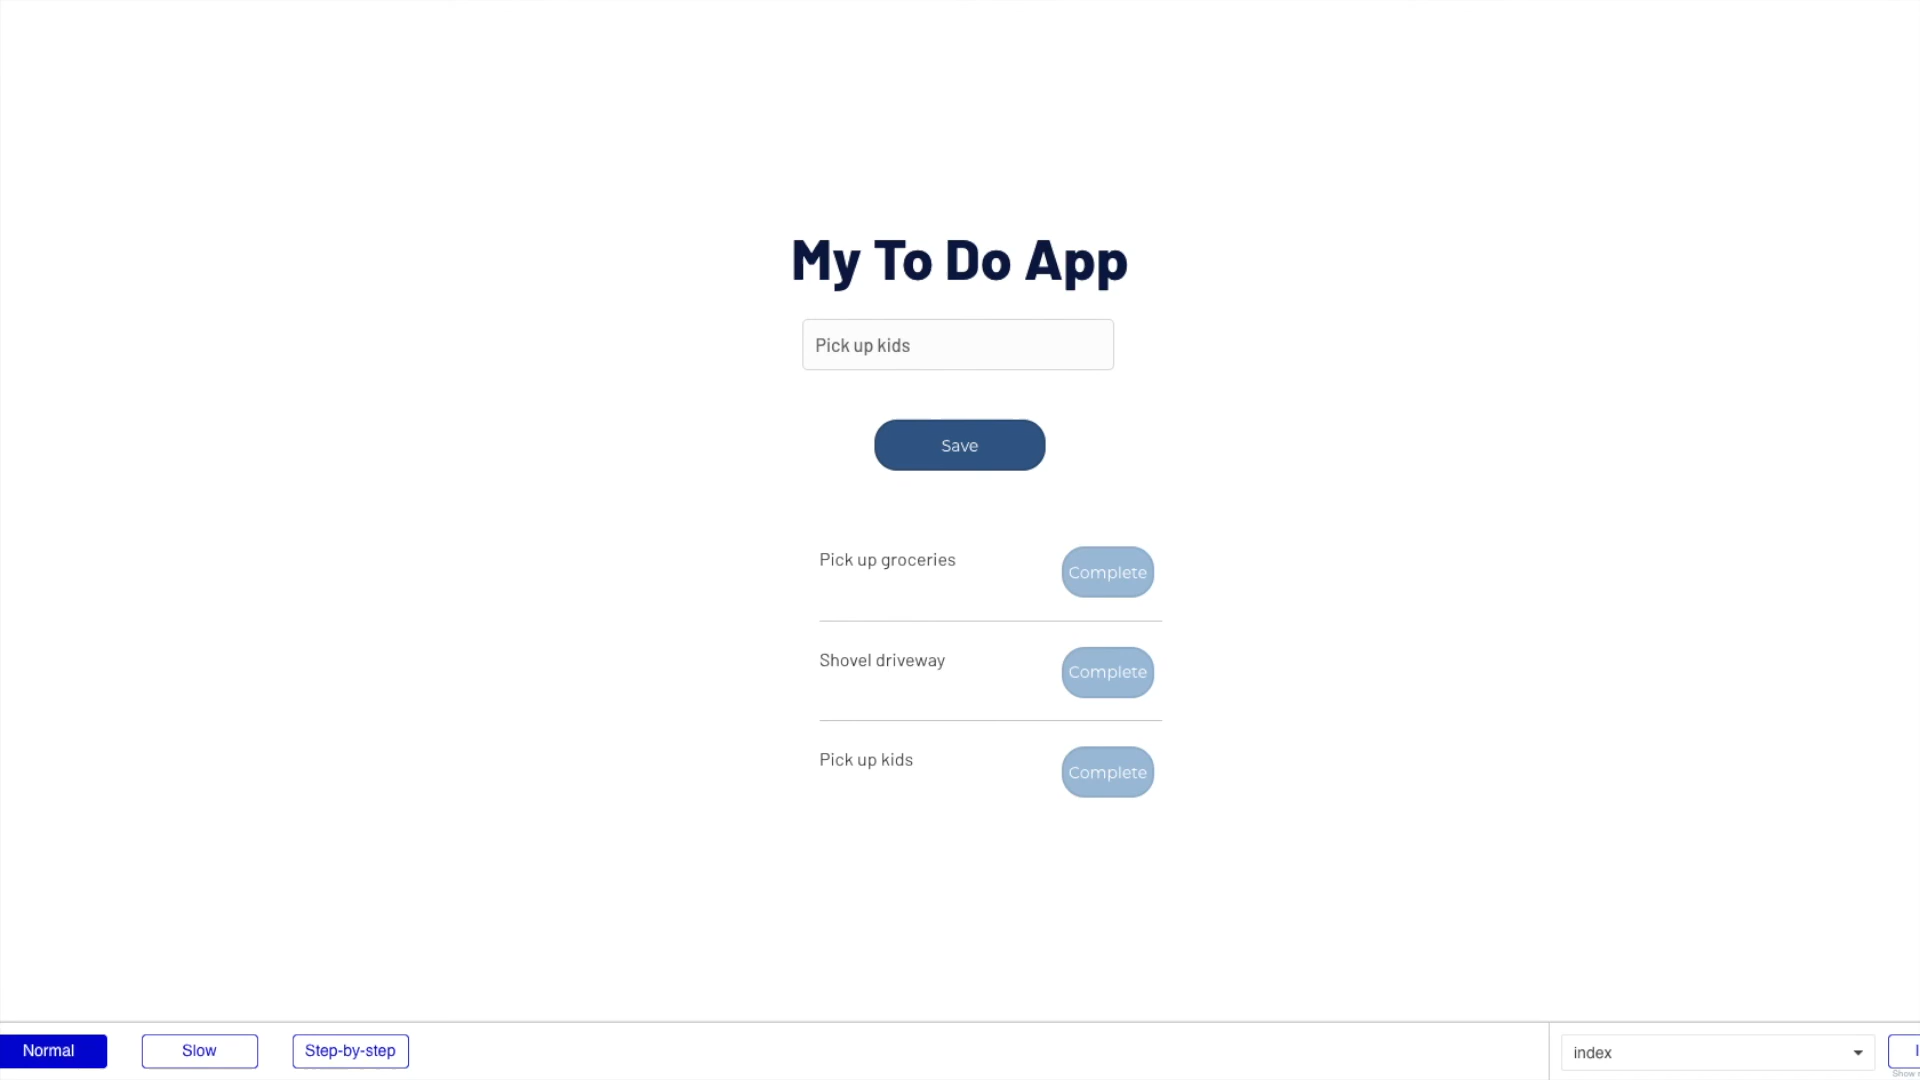 My To Do App
Pick up kids
Save
Pick up groceries
Complete
Shovel driveway
Complete
Pick up kids
Complete
Normal
Slow
Step-by-step
index
Show